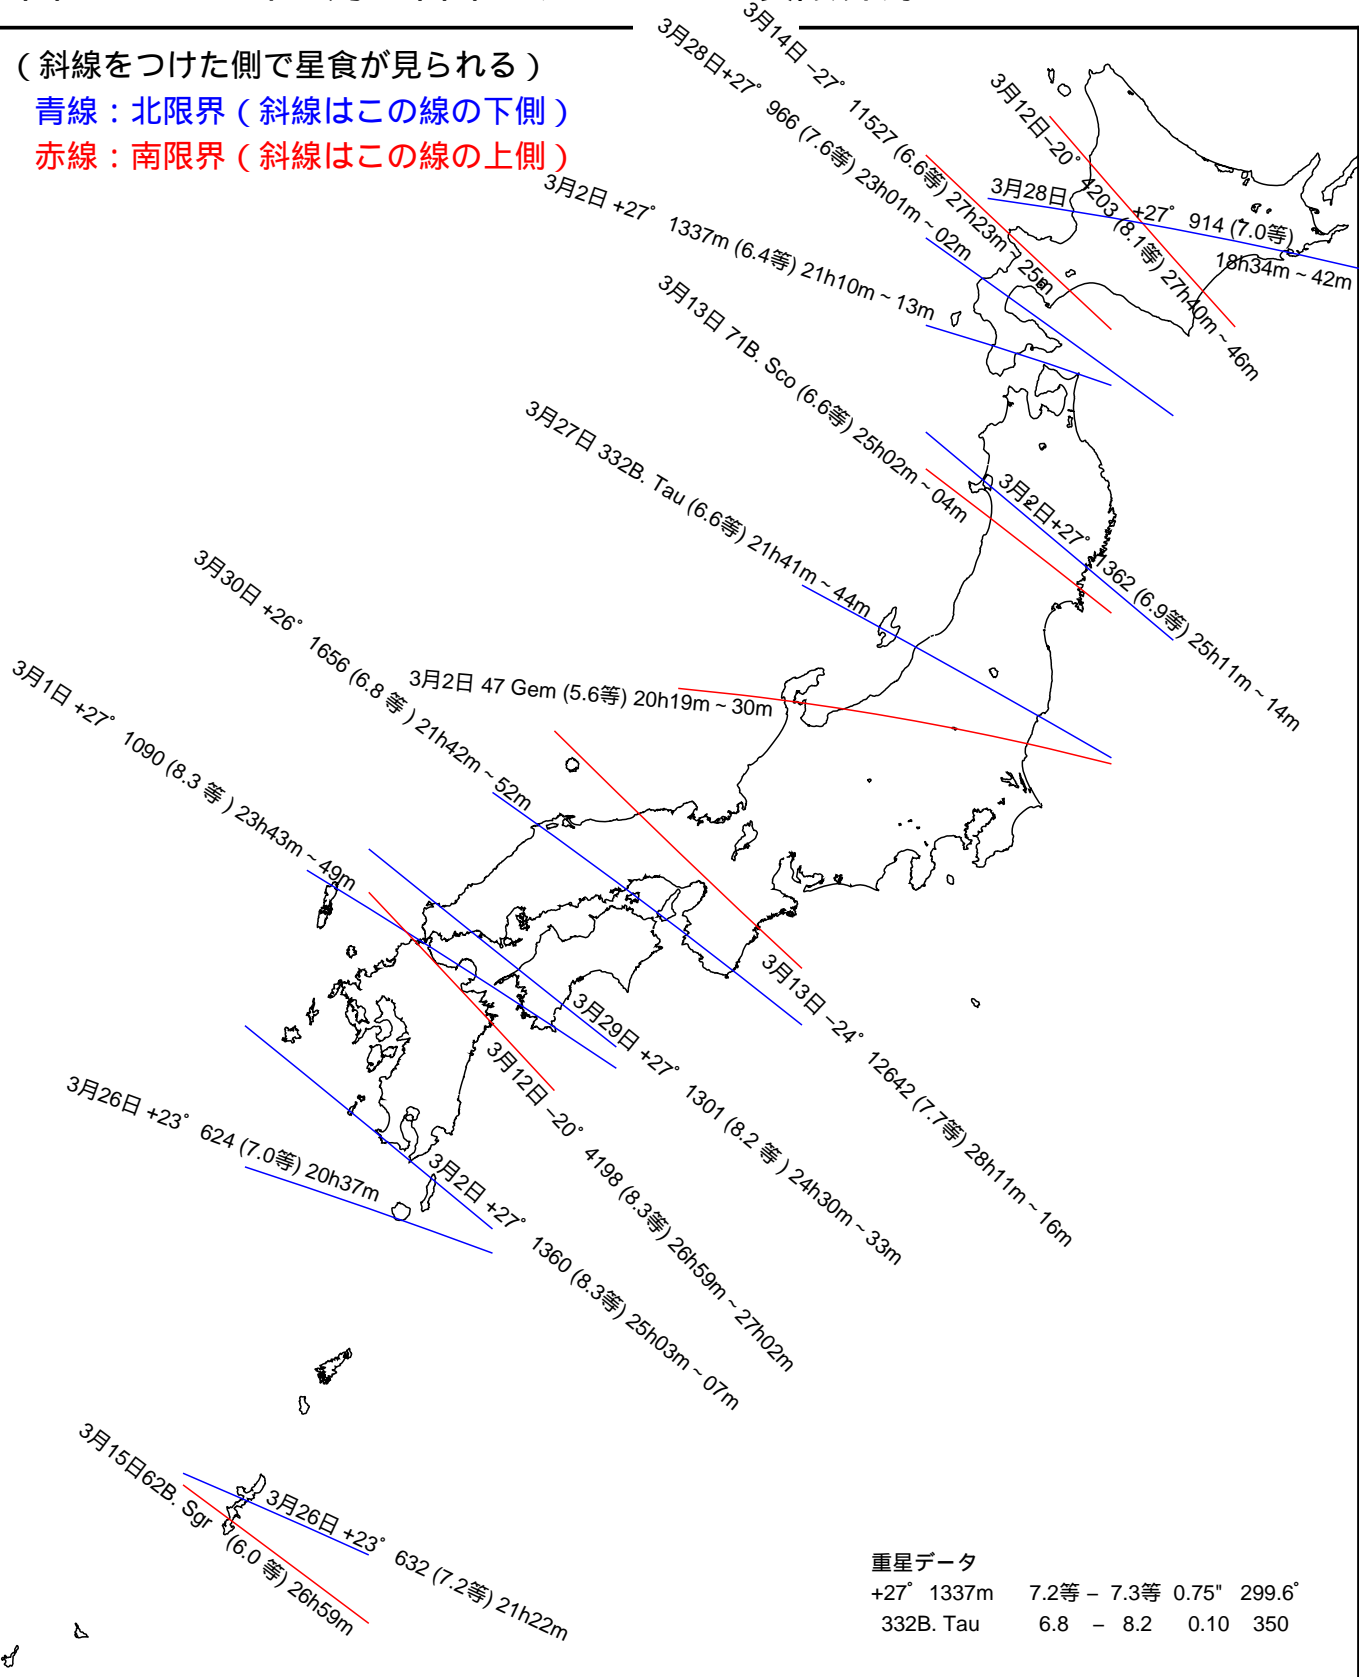 (斜線をつけた側で星食が見られる)
青線:北限界(斜線はこの線の下側)
赤線:南限界(斜線はこの線の上側)
3月14日 −27° 11527 (6.6等) 27h23m ~ 25m
3月28日+27° 966 (7.6等) 23h01m ~ 02m
3月12日−20° 4203 (8.1等) 27h40m ~ 46m
3月28日 +27° 914 (7.0等)
18h34m ~ 42m
3月2日 +27° 1337m (6.4等) 21h10m ~ 13m
3月13日 71B. Sco (6.6等) 25h02m ~ 04m
3月27日 332B. Tau (6.6等) 21h41m ~ 44m
3月2日+27° 1362 (6.9等) 25h11m ~ 14m
3月30日 +26° 1656 (6.8 等 ) 21h42m ~ 52m
3月2日 47 Gem (5.6等) 20h19m ~ 30m
3月1日 +27° 1090 (8.3 等 ) 23h43m ~ 49m
3月13日 −24° 12642 (7.7等) 28h11m ~ 16m
3月29日 +27° 1301 (8.2 等 ) 24h30m ~ 33m
3月12日 −20° 4198 (8.3等) 26h59m ~ 27h02m
3月26日 +23° 624 (7.0等) 20h37m
3月2日 +27° 1360 (8.3等) 25h03m ~ 07m
3月15日62B. Sgr (6.0 等) 26h59m
3月26日 +23° 632 (7.2等) 21h22m
重星データ
+27° 1337m 7.2等 − 7.3等 0.75" 299.6°
332B. Tau 6.8 − 8.2 0.10 350